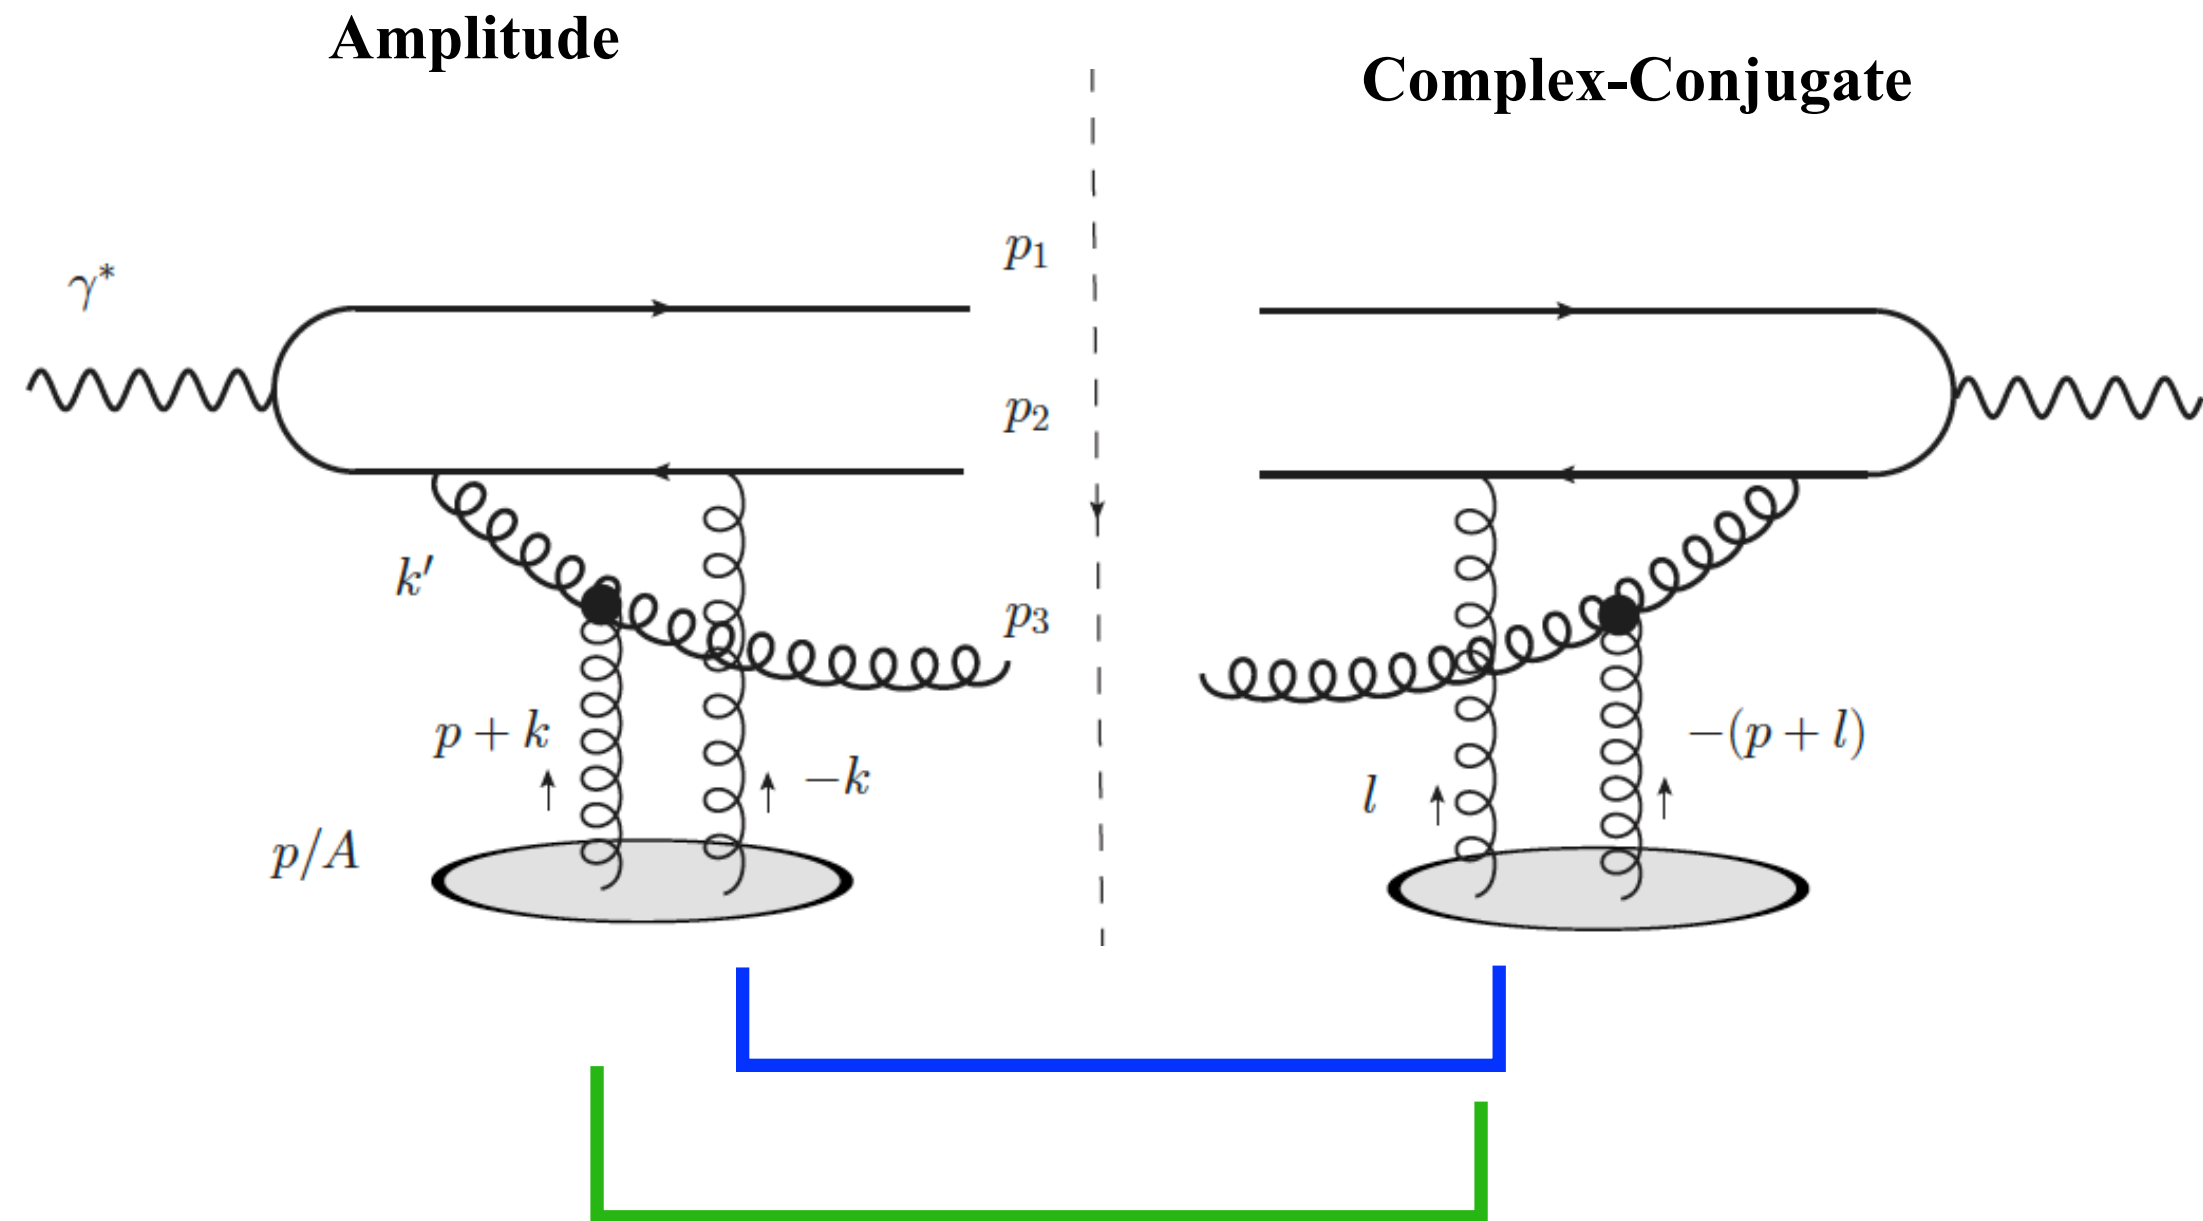 Amplitude
Complex-Conjugate
γ*
p₁
p₂
k′
p₃
p + k
−k
l
−(p + l)
p/A